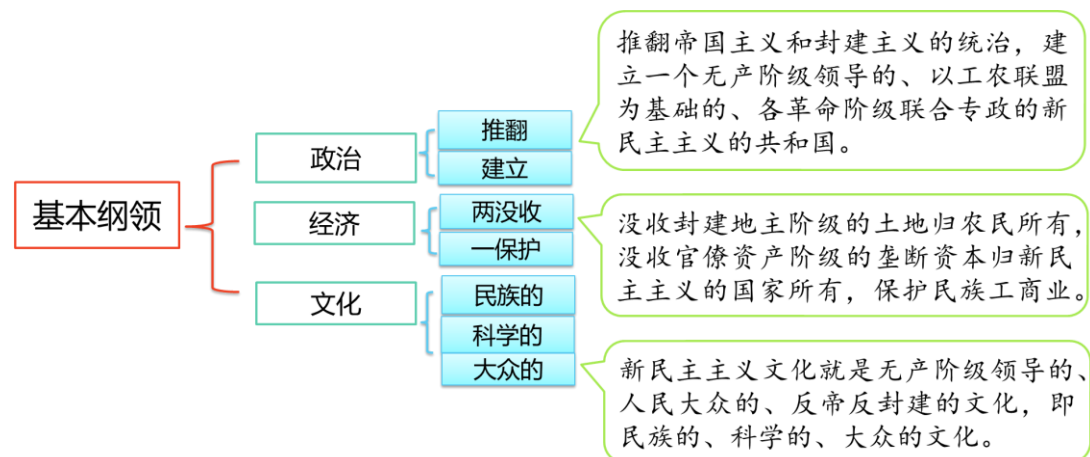 基本纲领
政治
推翻
建立
推翻帝国主义和封建主义的统治，建
立一个无产阶级领导的、以工农联盟
为基础的、各革命阶级联合专政的新
民主主义的共和国。
经济
两没收
一保护
没收封建地主阶级的土地归农民所有，
没收官僚资产阶级的垄断资本归新民
主主义的国家所有，保护民族工商业。
文化
民族的
科学的
大众的
新民主主义文化就是无产阶级领导的、
人民大众的、反帝反封建的文化，即
民族的、科学的、大众的文化。